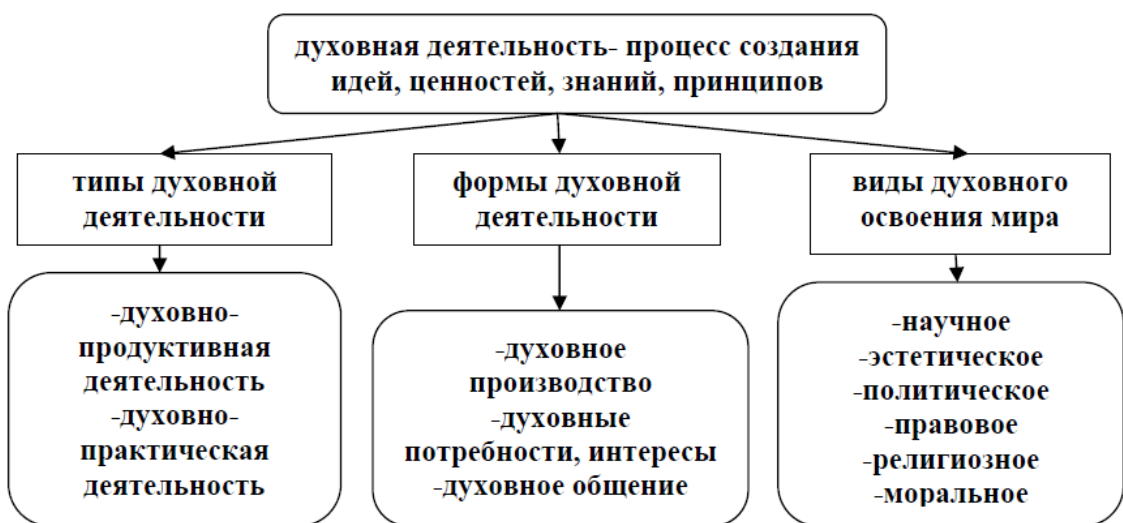 духовная деятельность- процесс создания
идей, ценностей, знаний, принципов
типы духовной
деятельности
формы духовной
деятельности
виды духовного
освоения мира
-духовно-
продуктивная
деятельность
-духовно-
практическая
деятельность
-духовное
производство
-духовные
потребности, интересы
-духовное общение
-научное
-эстетическое
-политическое
-правовое
-религиозное
-моральное